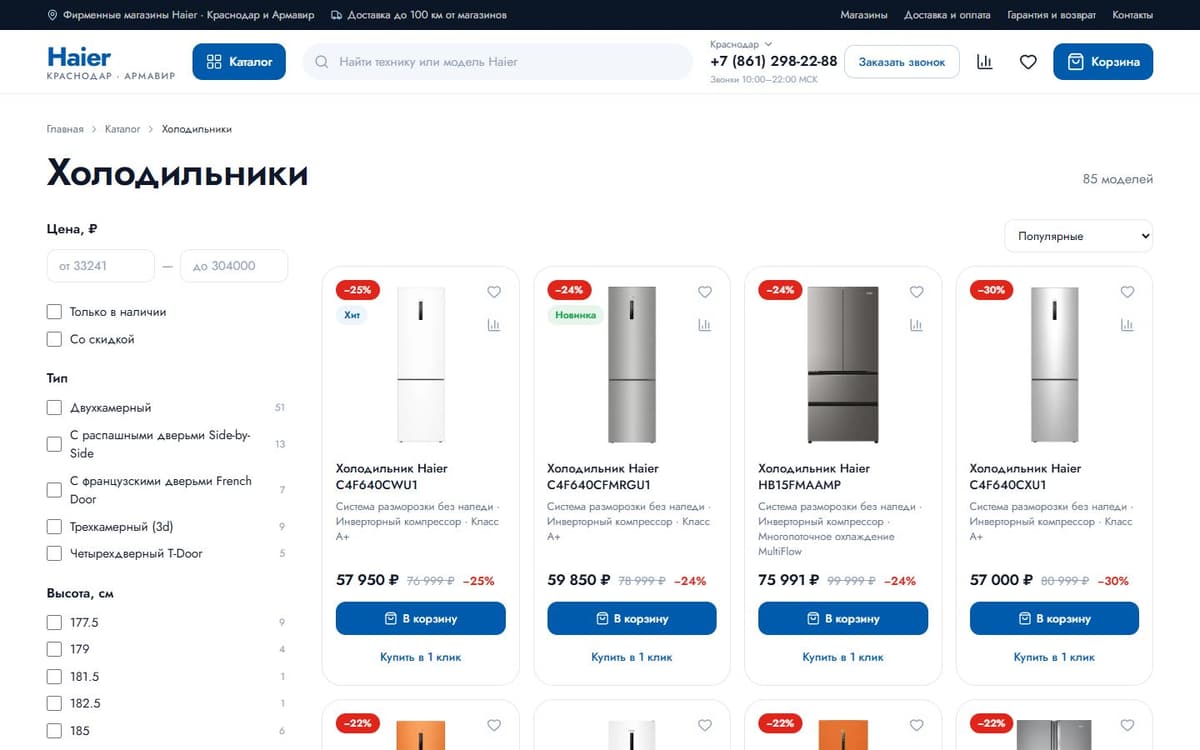 Фирменные магазины Haier · Краснодар и Армавир
Доставка до 100 км от магазинов
Магазины
Доставка и оплата
Гарантия и возврат
Контакты
Haier
КРАСНОДАР · АРМАВИР
Каталог
Найти технику или модель Haier
Краснодар
+7 (861) 298-22-88
Звонки 10:00–22:00 МСК
Заказать звонок
Корзина
Главная
Каталог
Холодильники
Холодильники
85 моделей
Цена, ₽
от 33241
—
до 304000
Только в наличии
Со скидкой
Тип
Двухкамерный
51
С распашными дверьми Side-by-
Side
13
С французскими дверьми French
Door
7
Трехкамерный (3d)
9
Четырехдверный T-Door
5
Высота, см
177.5
9
179
4
181.5
1
182.5
1
185
6
Популярные
–25%
Хит
Холодильник Haier
C4F640CWU1
Система разморозки без наледи ·
Инверторный компрессор · Класс
A+
57 950 ₽ 76 999 ₽ –25%
В корзину
Купить в 1 клик
–24%
Новинка
Холодильник Haier
C4F640CFMRGU1
Система разморозки без наледи ·
Инверторный компрессор · Класс
A+
59 850 ₽ 78 999 ₽ –24%
В корзину
Купить в 1 клик
–24%
Холодильник Haier
HB15FMAAMP
Система разморозки без наледи ·
Инверторный компрессор ·
Многопоточное охлаждение
MultiFlow
75 991 ₽ 99 999 ₽ –24%
В корзину
Купить в 1 клик
–30%
Холодильник Haier
C4F640CXU1
Система разморозки без наледи ·
Инверторный компрессор · Класс
A+
57 000 ₽ 80 999 ₽ –30%
В корзину
Купить в 1 клик
–22%
–22%
–22%